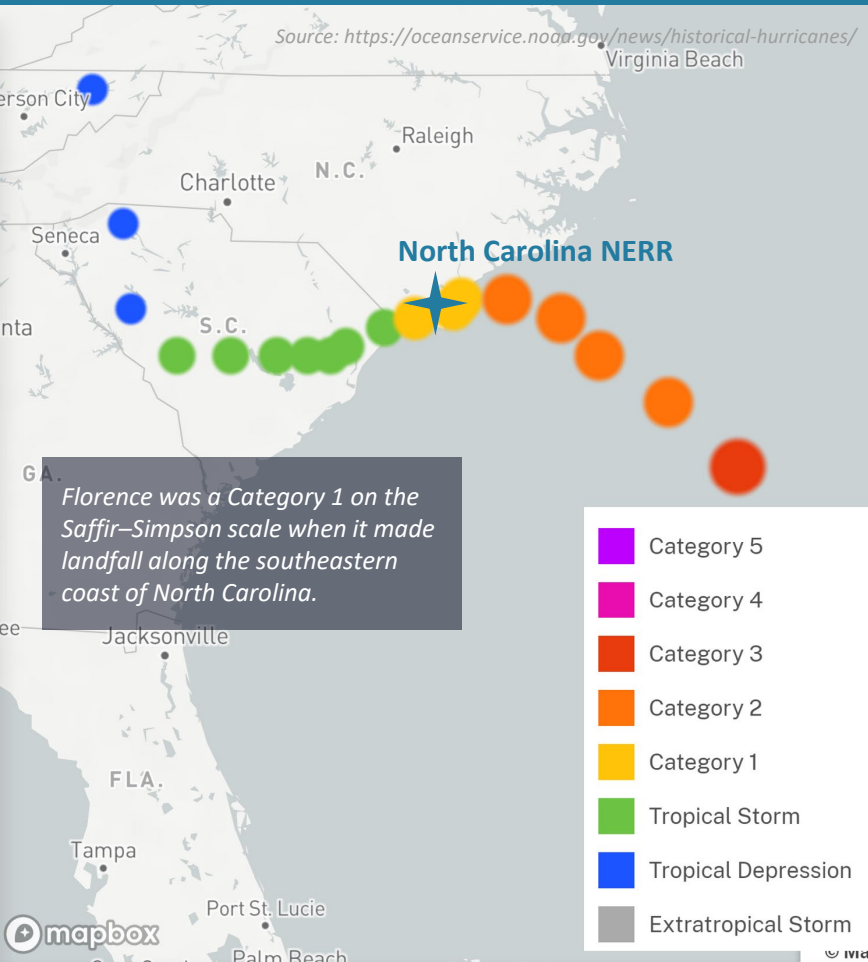 Source: https://oceanservice.noaa.gov/news/historical-hurricanes/
Virginia Beach
erson City
Raleigh
N.C.
Charlotte
Seneca
North Carolina NERR
nta
S.C.
GA.
Florence was a Category 1 on the
Saffir–Simpson scale when it made
landfall along the southeastern
coast of North Carolina.
ee
Jacksonville
FLA.
Tampa
Port St. Lucie
Palm Beach
mapbox
Category 5
Category 4
Category 3
Category 2
Category 1
Tropical Storm
Tropical Depression
Extratropical Storm
© Ma